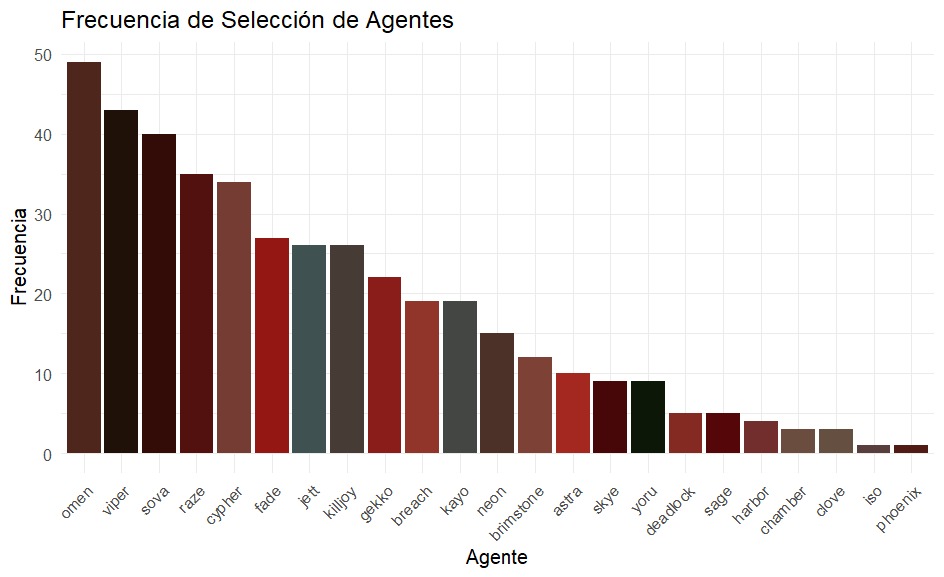 Frecuencia de Selección de Agentes
50
40
30
20
10
0
Frecuencia
omen
viper
sova
raze
cypher
fade
jett
killjoy
gekko
breach
kayo
neon
brimstone
astra
skye
yoru
deadlock
sage
harbor
chamber
clove
iso
phoenix
Agente